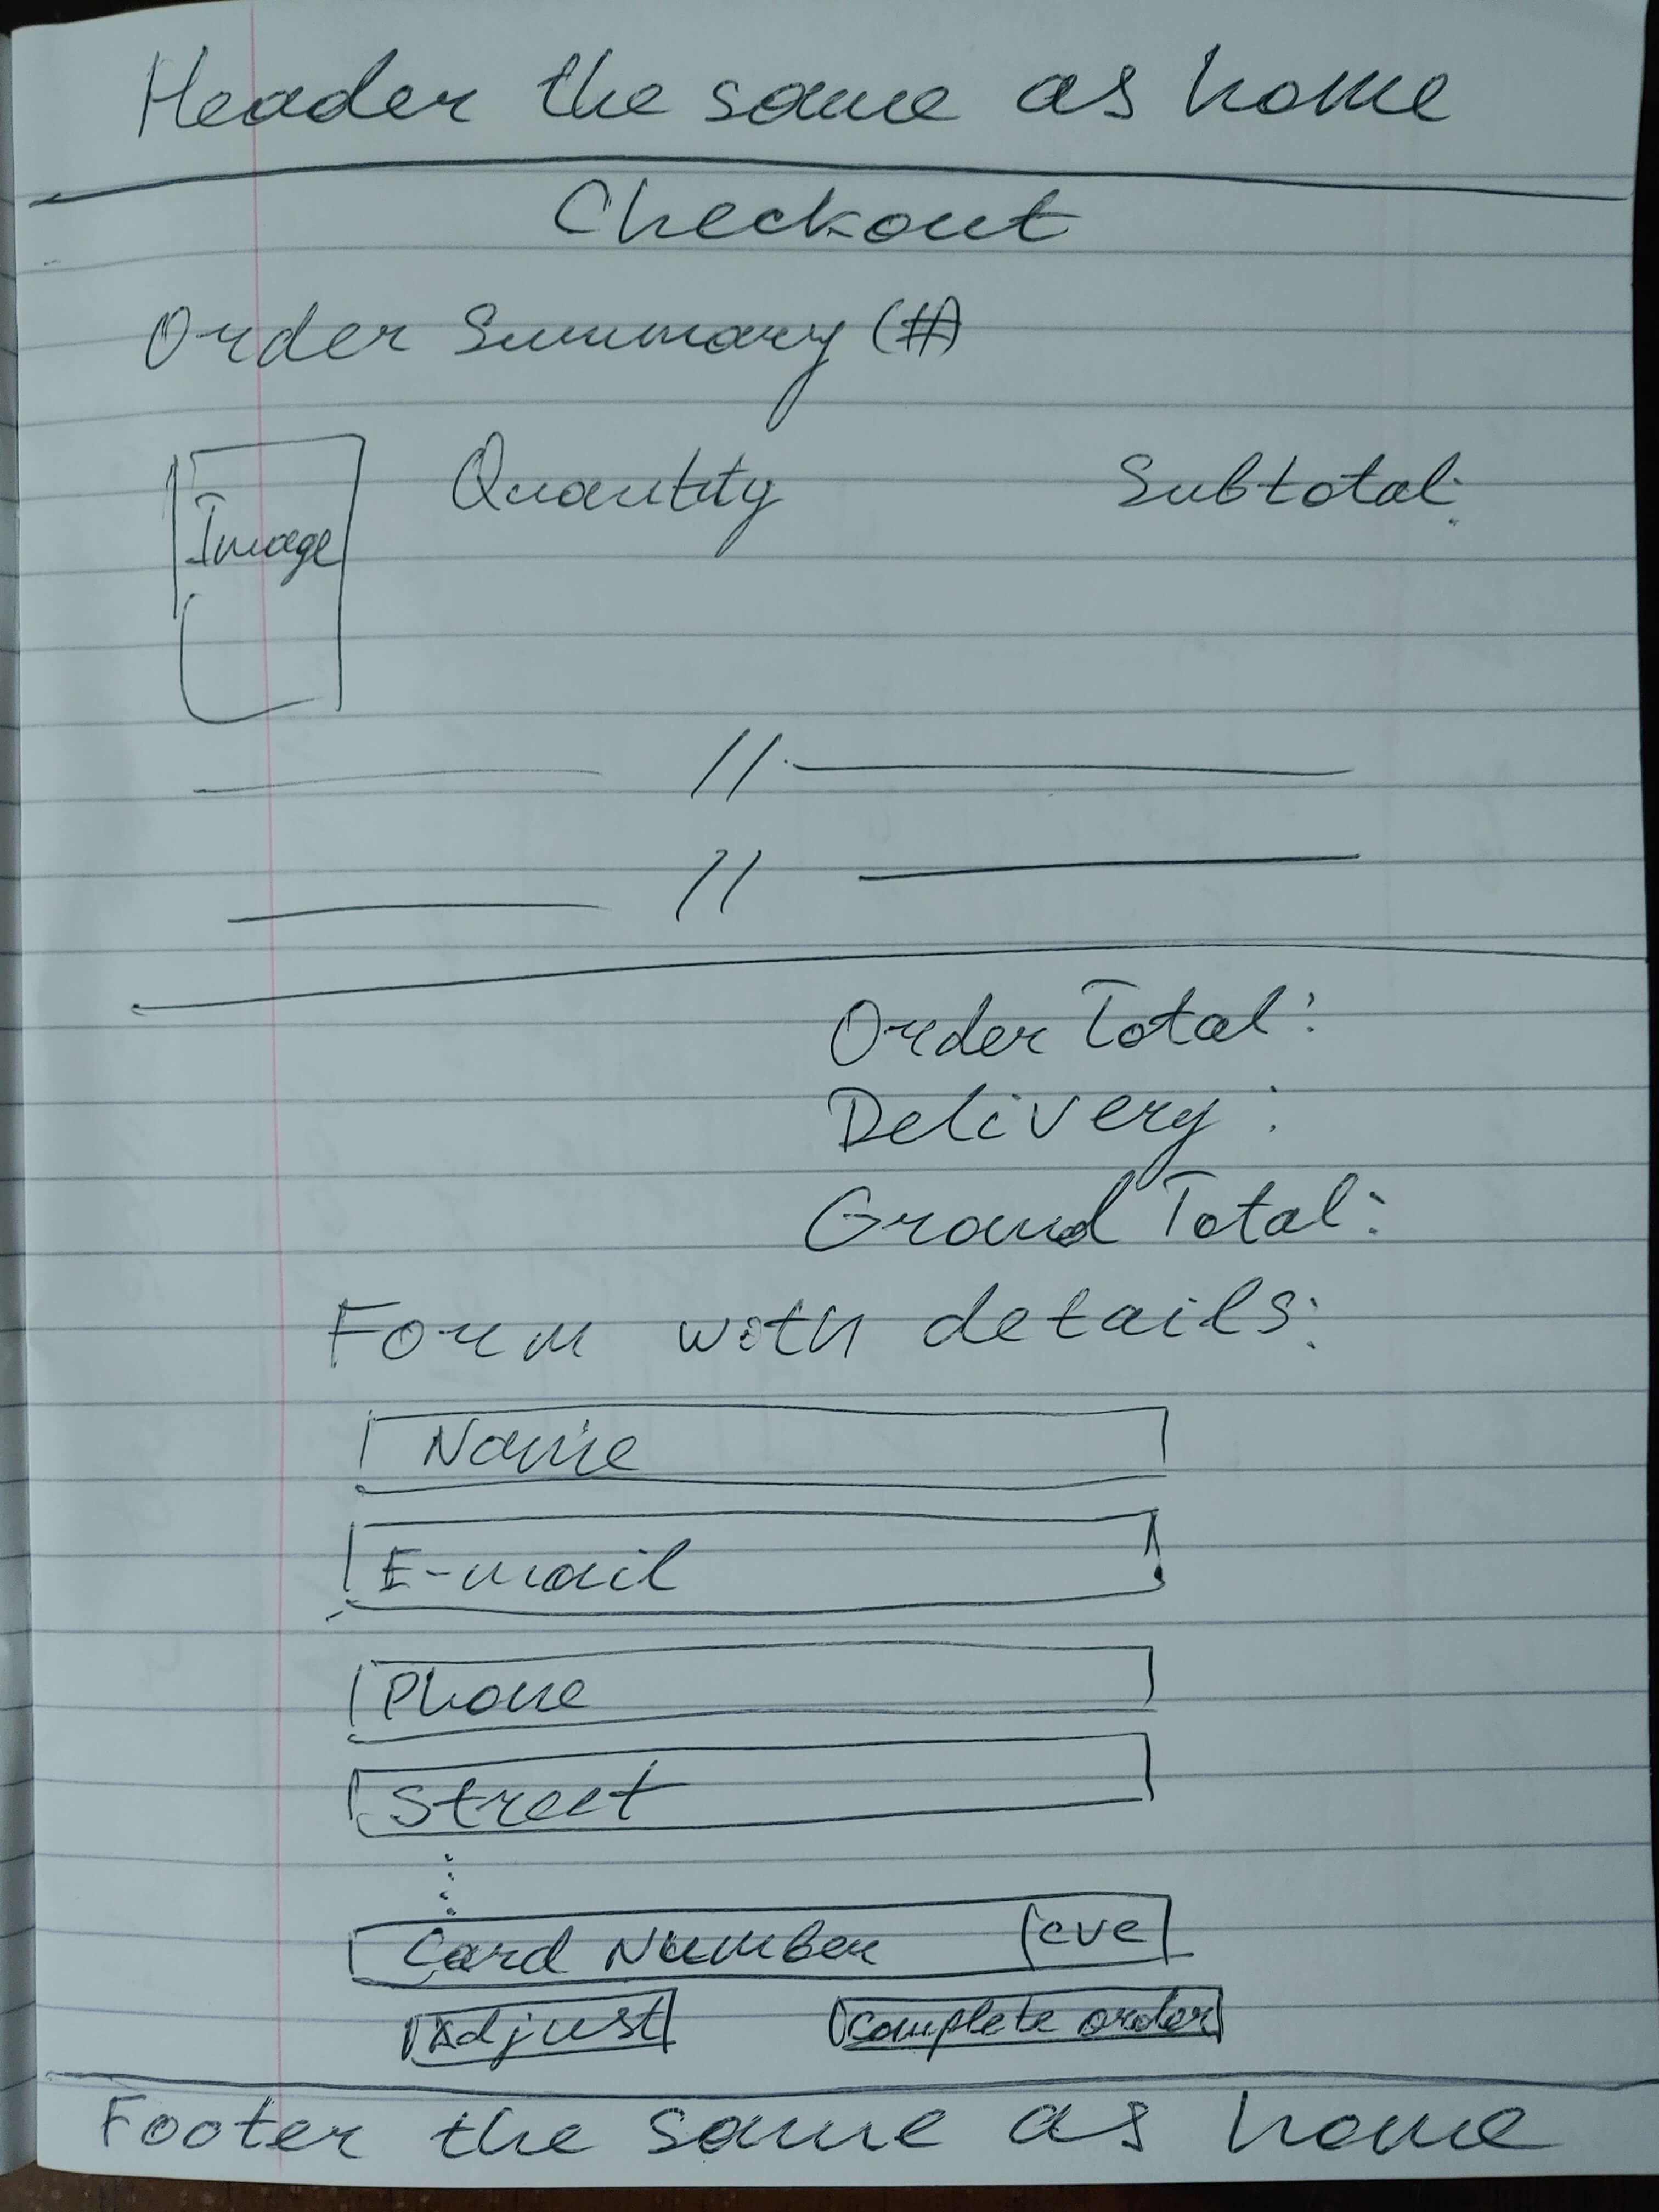 Header the same as home
Checkout
Order Summary (#)
Image
Quantity
Subtotal:
//
//
Order Total:
Delivery :
Grand Total:
Form with details:
Name
E-mail
Phone
Street
Card Number
cvc
Adjust
Complete order
Footer the same as home